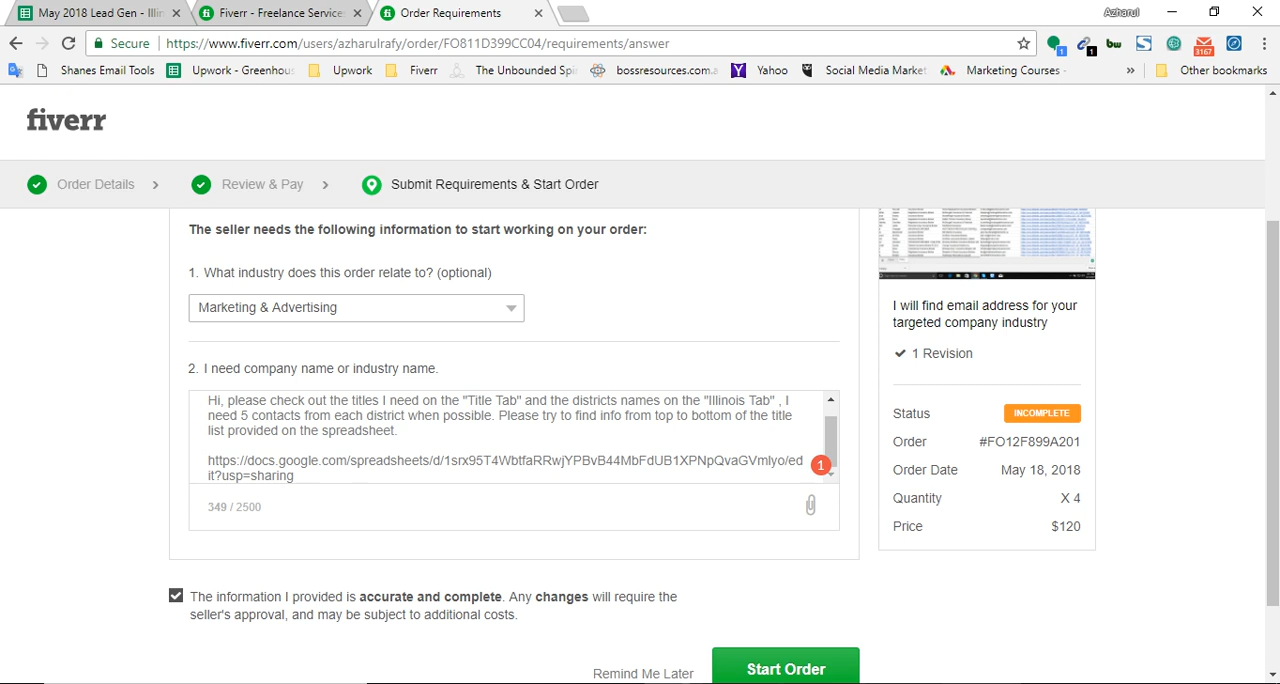 May 2018 Lead Gen - Illin
Fiverr - Freelance Service
Order Requirements
Azharul
Secure
https://www.fiverr.com/users/azharulrafy/order/FO811D399CC04/requirements/answer
1
1
bw
3167
Shanes Email Tools
Upwork - Greenhous
Upwork
Fiverr
The Unbounded Spi
bossresources.com.a
Yahoo
Social Media Market
Marketing Courses -
»
Other bookmarks
fiverr
Order Details
Review & Pay
Submit Requirements & Start Order
The seller needs the following information to start working on your order:
1. What industry does this order relate to? (optional)
Marketing & Advertising
2. I need company name or industry name.
Hi, please check out the titles I need on the "Title Tab" and the districts names on the "Illinois Tab" , I
need 5 contacts from each district when possible. Please try to find info from top to bottom of the title
list provided on the spreadsheet.
https://docs.google.com/spreadsheets/d/1srx95T4WbtfaRRwjYPBvB44MbFdUB1XPNpQvaGVmlyo/ed
it?usp=sharing
1
349 / 2500
The information I provided is accurate and complete. Any changes will require the
seller's approval, and may be subject to additional costs.
Remind Me Later
Start Order
I will find email address for your
targeted company industry
1 Revision
Status
INCOMPLETE
Order
#FO12F899A201
Order Date
May 18, 2018
Quantity
X 4
Price
$120